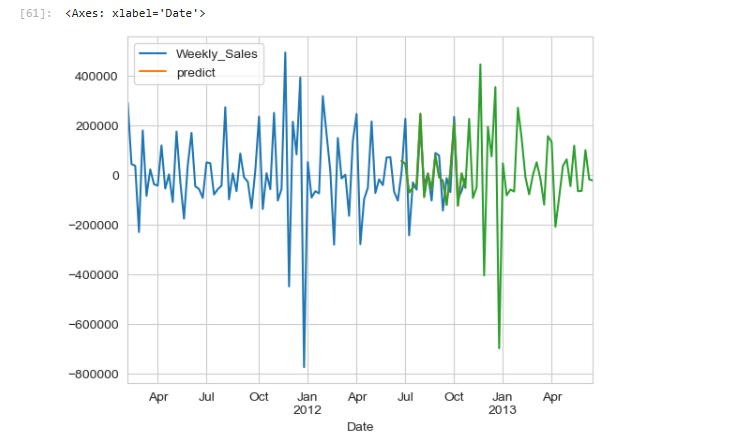 [61]: <Axes: xlabel='Date'>
Weekly_Sales
predict
400000
200000
0
−200000
−400000
−600000
−800000
Apr Jul Oct Jan Apr Jul Oct Jan Apr
2012 2013
Date